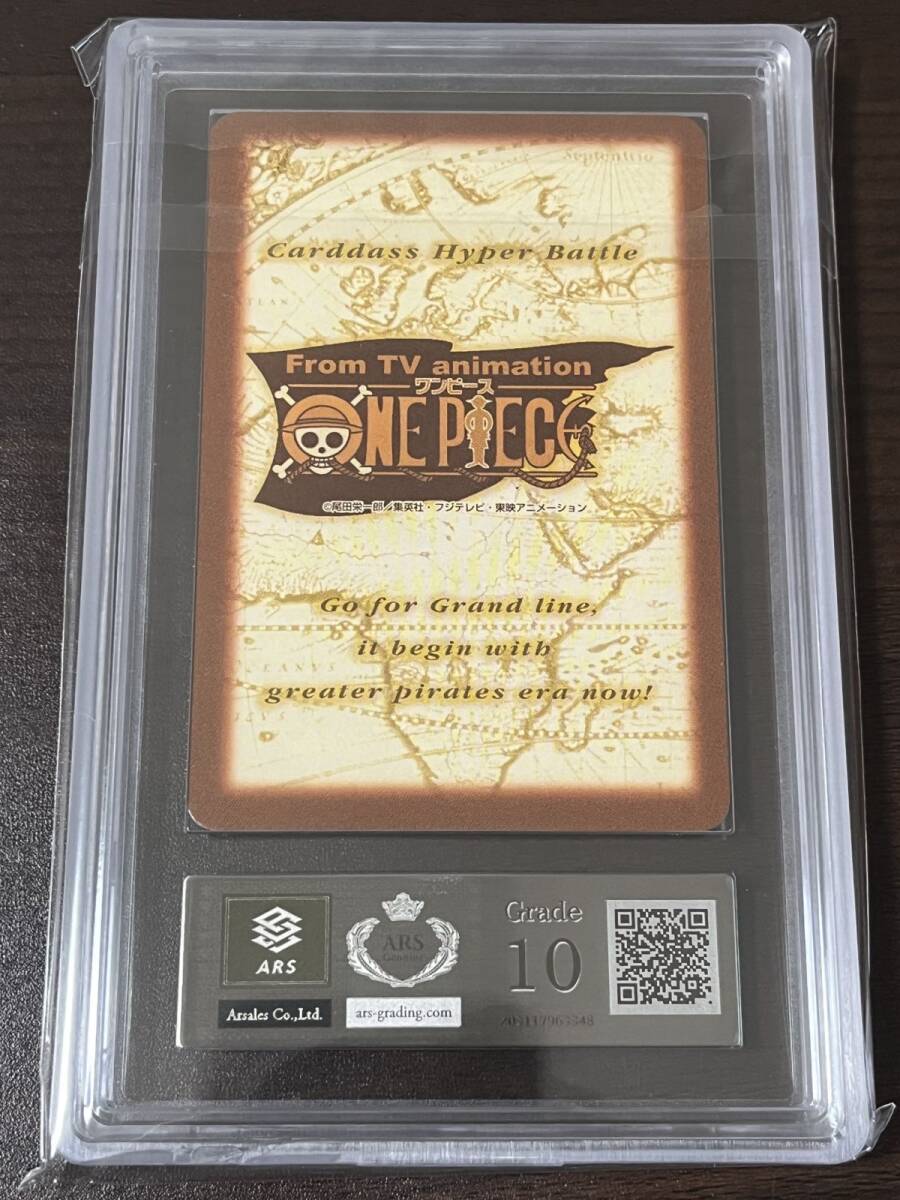 Septentrio
Carddass Hyper Battle
From TV animation
ワンピース
ONE PIECE
©尾田栄一郎／集英社・フジテレビ・東映アニメーション
Go for Grand line,
it begin with
greater pirates era now!
ARS
Arsales Co.,Ltd.
ARS
Genuine
ars-grading.com
Grade
10